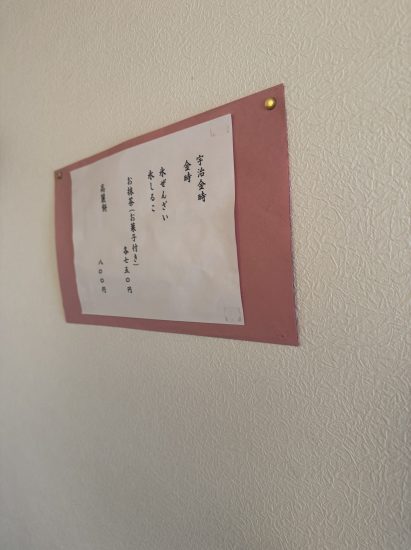 宇治金時
金時
氷ぜんざい
氷しるこ
お抹茶(お菓子付き)各七五〇円
高麗餅 八〇〇円